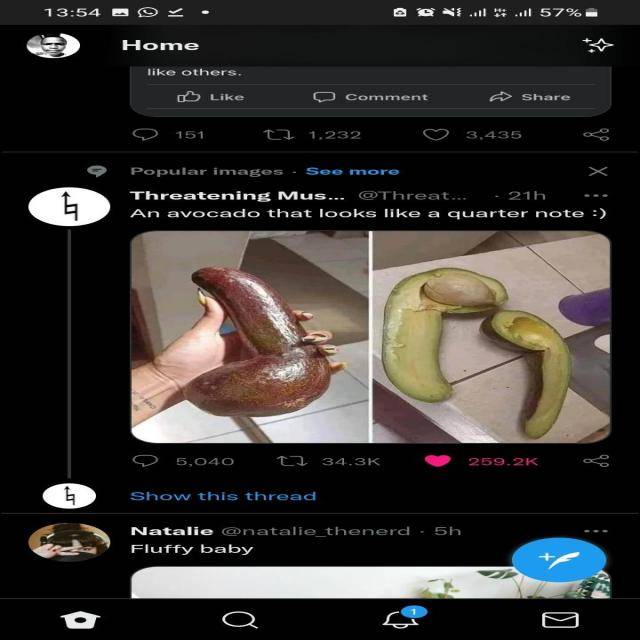 13:54
57%
Home
like others.
Like Comment Share
151 1,232 3,435
Popular images · See more
Threatening Mus... @Threat... · 21h
An avocado that looks like a quarter note :)
5,040 34.3K 259.2K
Show this thread
Natalie @natalie_thenerd · 5h
Fluffy baby
1